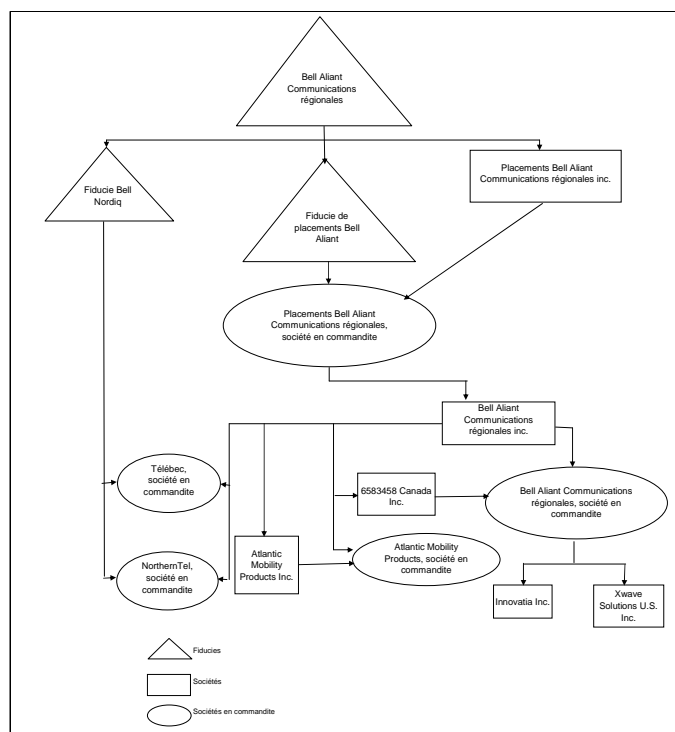 Bell Aliant
Communications
régionales
Fiducie Bell
Nordiq
Fiducie de
placements Bell
Aliant
Placements Bell Aliant
Communications régionales inc.
Placements Bell Aliant
Communications régionales,
société en commandite
Bell Aliant
Communications
régionales inc.
Télébec,
société en
commandite
6583458 Canada
Inc.
Bell Aliant Communications
régionales, société en
commandite
NorthernTel,
société en
commandite
Atlantic
Mobility
Products Inc.
Atlantic Mobility
Products, société en
commandite
Innovatia Inc.
Xwave
Solutions U.S.
Inc.
Fiducies
Sociétés
Sociétés en commandite